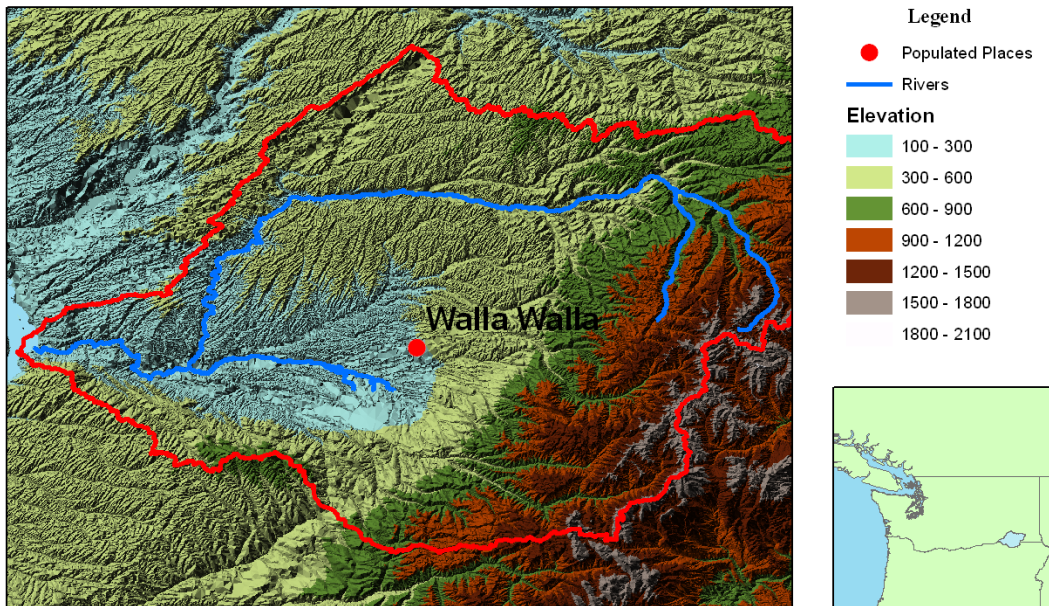 Walla Walla
Legend
Populated Places
Rivers
Elevation
100 - 300
300 - 600
600 - 900
900 - 1200
1200 - 1500
1500 - 1800
1800 - 2100